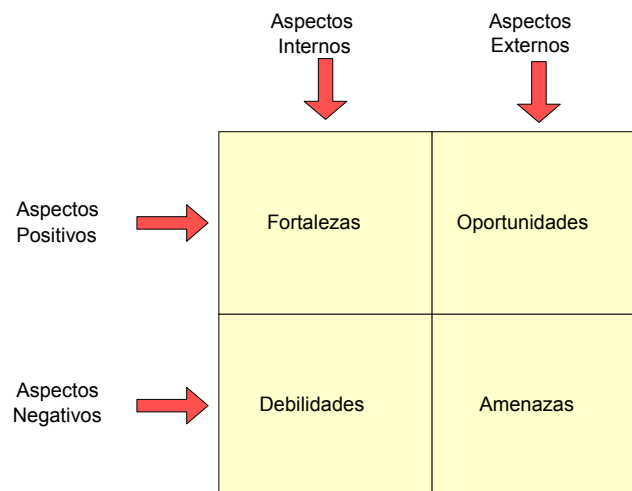 Aspectos
Internos
Aspectos
Externos
Aspectos
Positivos
Fortalezas
Oportunidades
Aspectos
Negativos
Debilidades
Amenazas